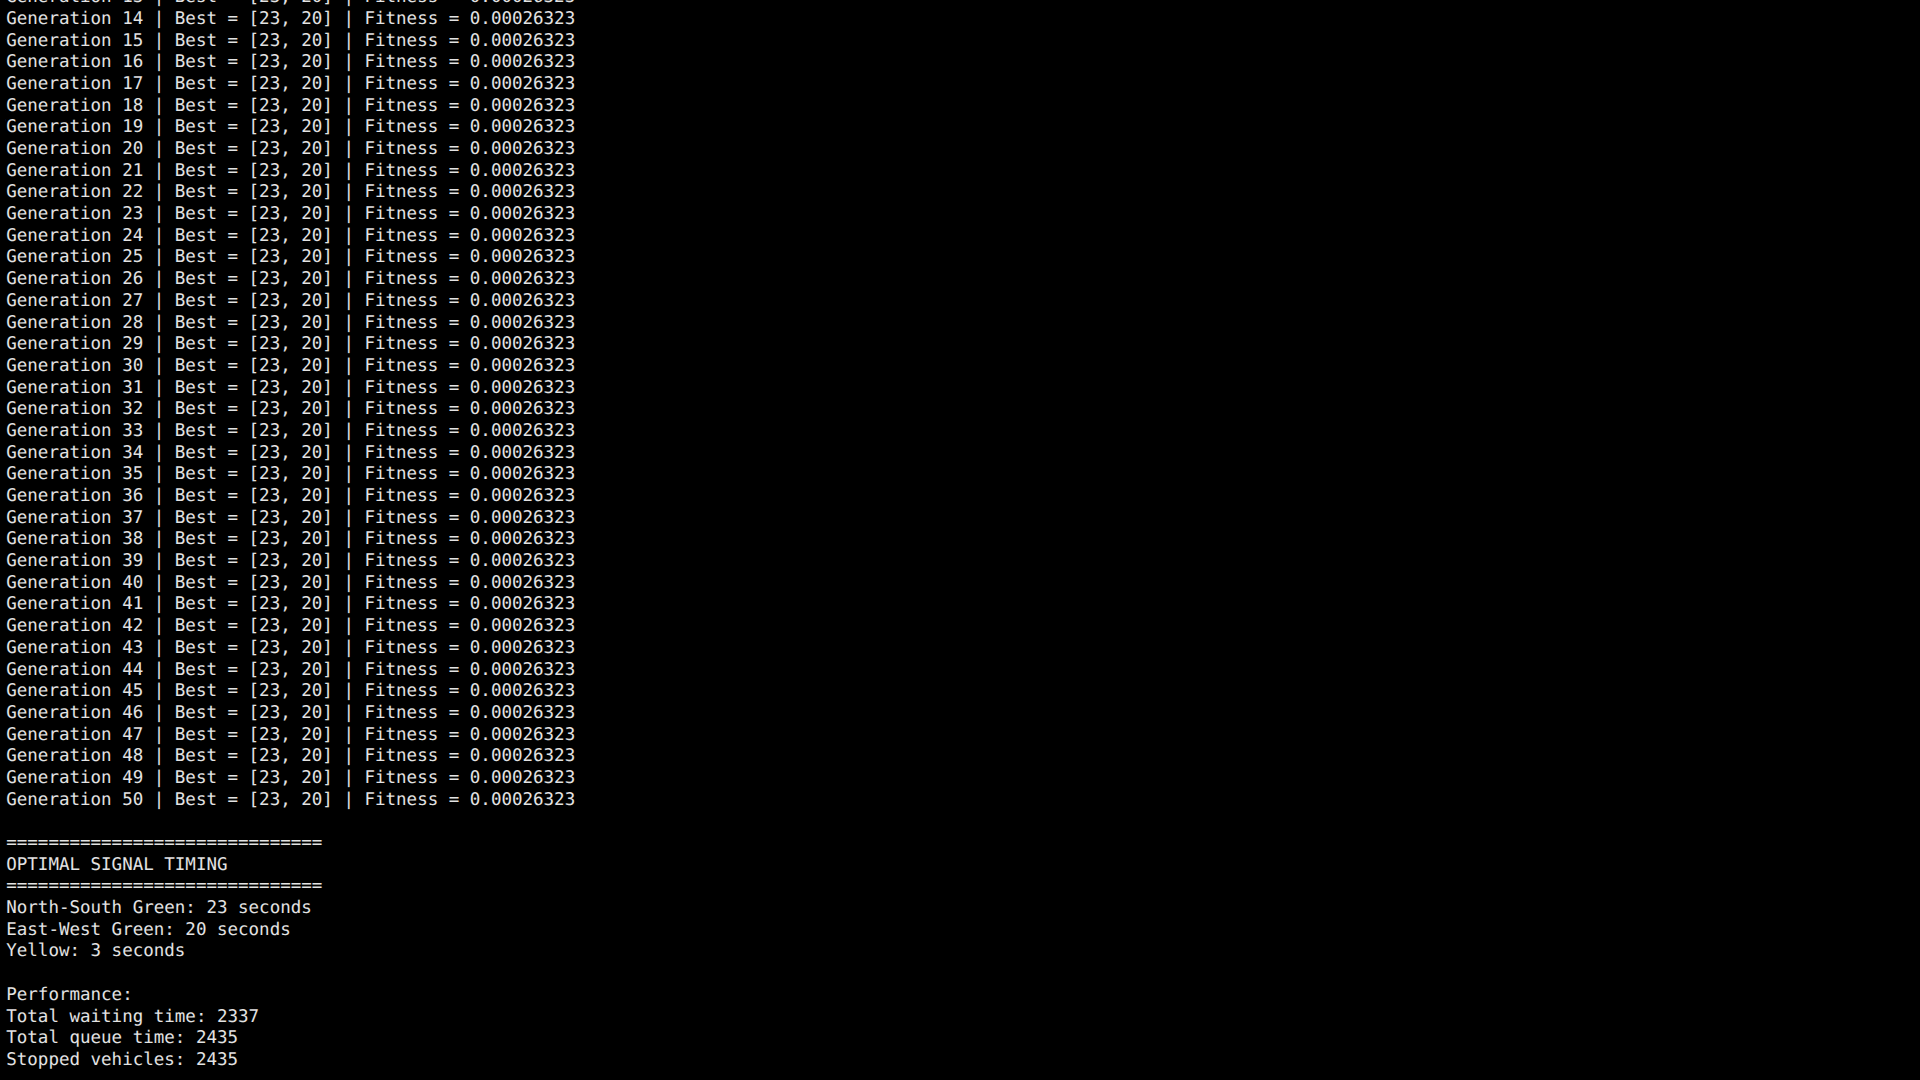 Generation 14 | Best = [23, 20] | Fitness = 0.00026323
Generation 15 | Best = [23, 20] | Fitness = 0.00026323
Generation 16 | Best = [23, 20] | Fitness = 0.00026323
Generation 17 | Best = [23, 20] | Fitness = 0.00026323
Generation 18 | Best = [23, 20] | Fitness = 0.00026323
Generation 19 | Best = [23, 20] | Fitness = 0.00026323
Generation 20 | Best = [23, 20] | Fitness = 0.00026323
Generation 21 | Best = [23, 20] | Fitness = 0.00026323
Generation 22 | Best = [23, 20] | Fitness = 0.00026323
Generation 23 | Best = [23, 20] | Fitness = 0.00026323
Generation 24 | Best = [23, 20] | Fitness = 0.00026323
Generation 25 | Best = [23, 20] | Fitness = 0.00026323
Generation 26 | Best = [23, 20] | Fitness = 0.00026323
Generation 27 | Best = [23, 20] | Fitness = 0.00026323
Generation 28 | Best = [23, 20] | Fitness = 0.00026323
Generation 29 | Best = [23, 20] | Fitness = 0.00026323
Generation 30 | Best = [23, 20] | Fitness = 0.00026323
Generation 31 | Best = [23, 20] | Fitness = 0.00026323
Generation 32 | Best = [23, 20] | Fitness = 0.00026323
Generation 33 | Best = [23, 20] | Fitness = 0.00026323
Generation 34 | Best = [23, 20] | Fitness = 0.00026323
Generation 35 | Best = [23, 20] | Fitness = 0.00026323
Generation 36 | Best = [23, 20] | Fitness = 0.00026323
Generation 37 | Best = [23, 20] | Fitness = 0.00026323
Generation 38 | Best = [23, 20] | Fitness = 0.00026323
Generation 39 | Best = [23, 20] | Fitness = 0.00026323
Generation 40 | Best = [23, 20] | Fitness = 0.00026323
Generation 41 | Best = [23, 20] | Fitness = 0.00026323
Generation 42 | Best = [23, 20] | Fitness = 0.00026323
Generation 43 | Best = [23, 20] | Fitness = 0.00026323
Generation 44 | Best = [23, 20] | Fitness = 0.00026323
Generation 45 | Best = [23, 20] | Fitness = 0.00026323
Generation 46 | Best = [23, 20] | Fitness = 0.00026323
Generation 47 | Best = [23, 20] | Fitness = 0.00026323
Generation 48 | Best = [23, 20] | Fitness = 0.00026323
Generation 49 | Best = [23, 20] | Fitness = 0.00026323
Generation 50 | Best = [23, 20] | Fitness = 0.00026323
==============================
OPTIMAL SIGNAL TIMING
==============================
North-South Green: 23 seconds
East-West Green: 20 seconds
Yellow: 3 seconds
Performance:
Total waiting time: 2337
Total queue time: 2435
Stopped vehicles: 2435